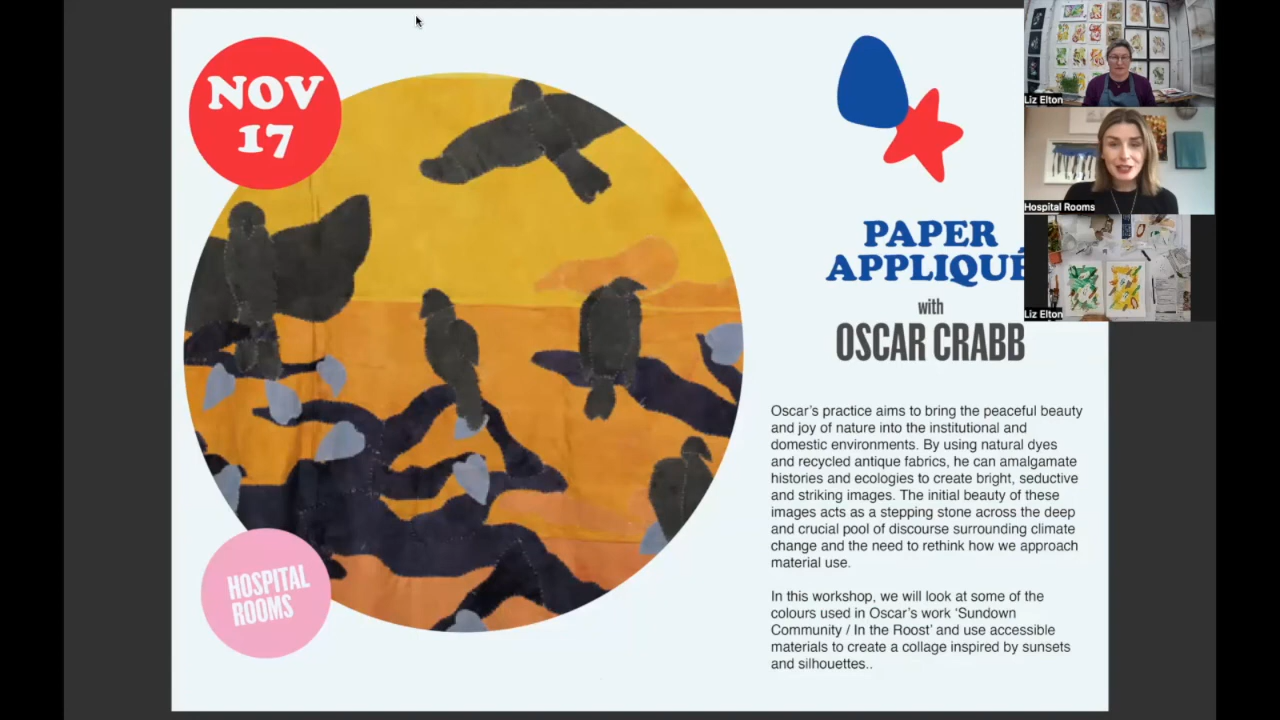 NOV
17
PAPER
APPLIQUÉ
with
OSCAR CRABB
Oscar's practice aims to bring the peaceful beauty
and joy of nature into the institutional and
domestic environments. By using natural dyes
and recycled antique fabrics, he can amalgamate
histories and ecologies to create bright, seductive
and striking images. The initial beauty of these
images acts as a stepping stone across the deep
and crucial pool of discourse surrounding climate
change and the need to rethink how we approach
material use.
In this workshop, we will look at some of the
colours used in Oscar's work ‘Sundown
Community / In the Roost’ and use accessible
materials to create a collage inspired by sunsets
and silhouettes..
HOSPITAL
ROOMS
Liz Elton
Hospital Rooms
Liz Elton